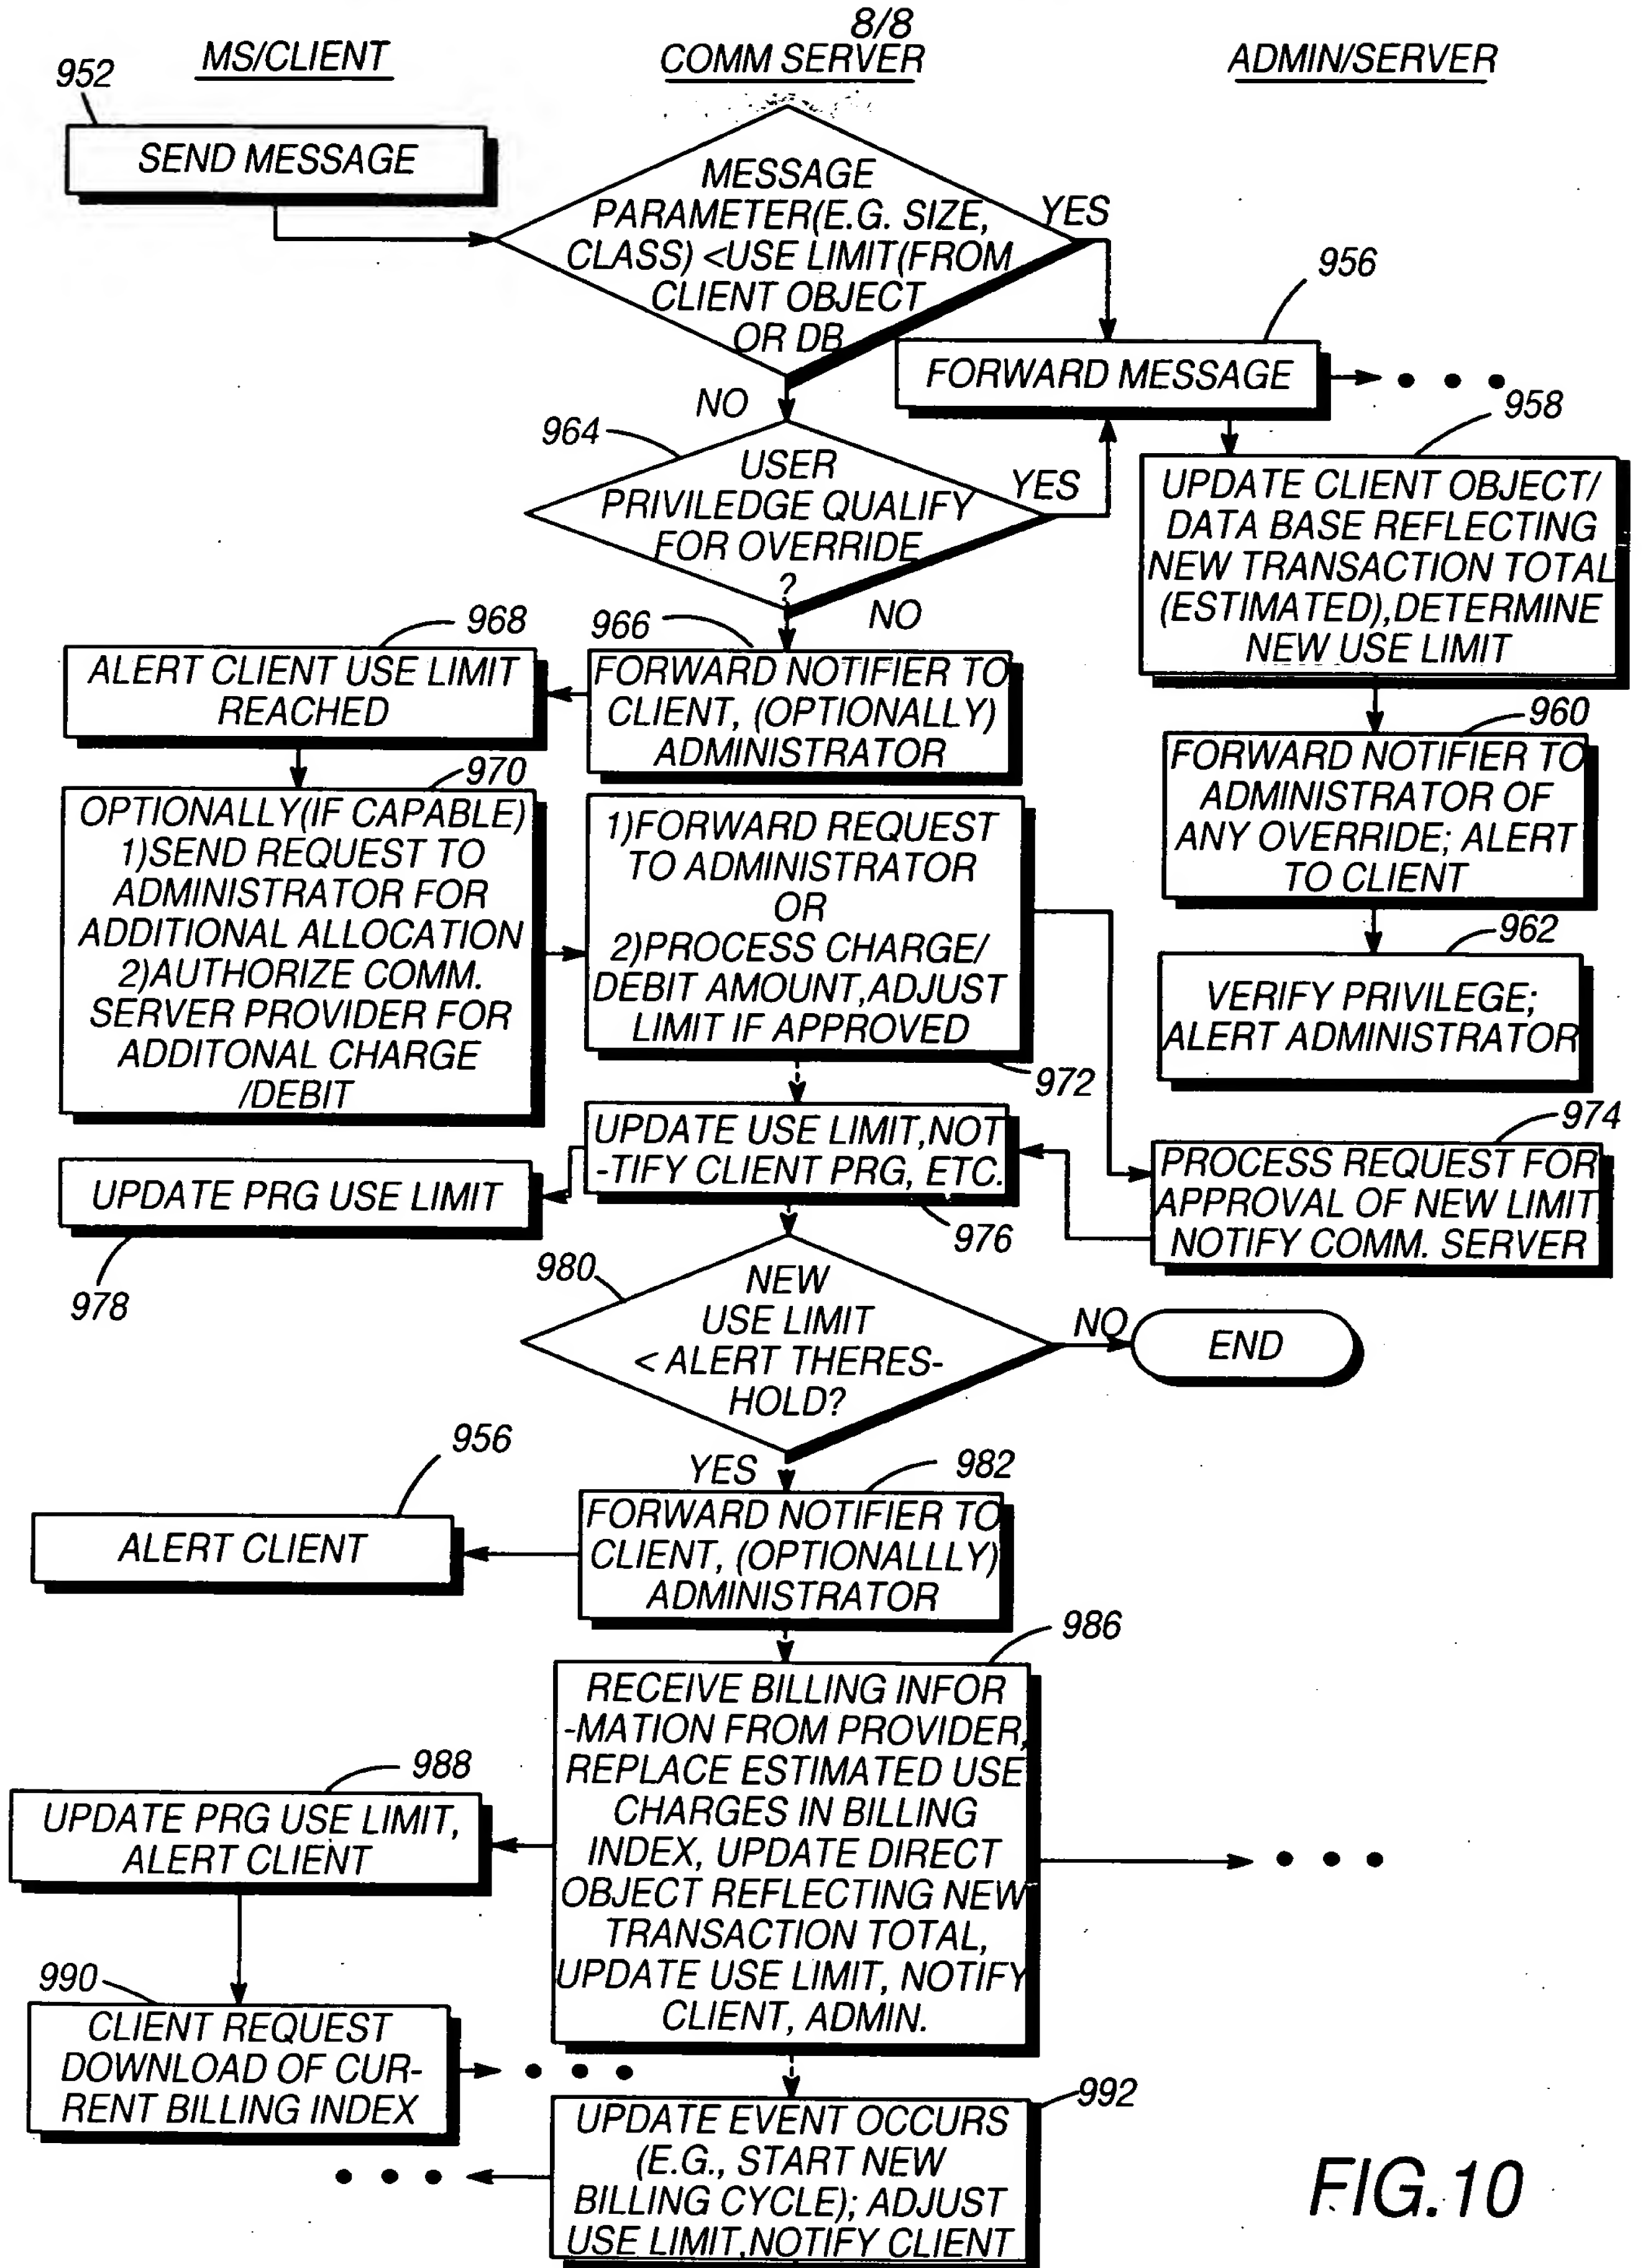 8/8
MS/CLIENT
COMM SERVER
ADMIN/SERVER
952
SEND MESSAGE
MESSAGE
PARAMETER(E.G. SIZE,
CLASS) <USE LIMIT(FROM
CLIENT OBJECT
OR DB
YES
NO
956
FORWARD MESSAGE
958
UPDATE CLIENT OBJECT/
DATA BASE REFLECTING
NEW TRANSACTION TOTAL
(ESTIMATED),DETERMINE
NEW USE LIMIT
964
USER
PRIVILEDGE QUALIFY
FOR OVERRIDE
?
YES
NO
960
FORWARD NOTIFIER TO
ADMINISTRATOR OF
ANY OVERRIDE; ALERT
TO CLIENT
962
VERIFY PRIVILEGE;
ALERT ADMINISTRATOR
966
FORWARD NOTIFIER TO
CLIENT, (OPTIONALLY)
ADMINISTRATOR
968
ALERT CLIENT USE LIMIT
REACHED
970
OPTIONALLY(IF CAPABLE)
1)SEND REQUEST TO
ADMINISTRATOR FOR
ADDITIONAL ALLOCATION
2)AUTHORIZE COMM.
SERVER PROVIDER FOR
ADDITONAL CHARGE
/DEBIT
1)FORWARD REQUEST
TO ADMINISTRATOR
OR
2)PROCESS CHARGE/
DEBIT AMOUNT,ADJUST
LIMIT IF APPROVED
972
974
PROCESS REQUEST FOR
APPROVAL OF NEW LIMIT
NOTIFY COMM. SERVER
UPDATE USE LIMIT,NOT
-TIFY CLIENT PRG, ETC.
976
UPDATE PRG USE LIMIT
978
980
NEW
USE LIMIT
< ALERT THERES-
HOLD?
NO
END
YES
982
FORWARD NOTIFIER TO
CLIENT, (OPTIONALLLY)
ADMINISTRATOR
956
ALERT CLIENT
986
RECEIVE BILLING INFOR
-MATION FROM PROVIDER,
REPLACE ESTIMATED USE
CHARGES IN BILLING
INDEX, UPDATE DIRECT
OBJECT REFLECTING NEW
TRANSACTION TOTAL,
UPDATE USE LIMIT, NOTIFY
CLIENT, ADMIN.
988
UPDATE PRG USE LIMIT,
ALERT CLIENT
990
CLIENT REQUEST
DOWNLOAD OF CUR-
RENT BILLING INDEX
992
UPDATE EVENT OCCURS
(E.G., START NEW
BILLING CYCLE); ADJUST
USE LIMIT,NOTIFY CLIENT
FIG.10